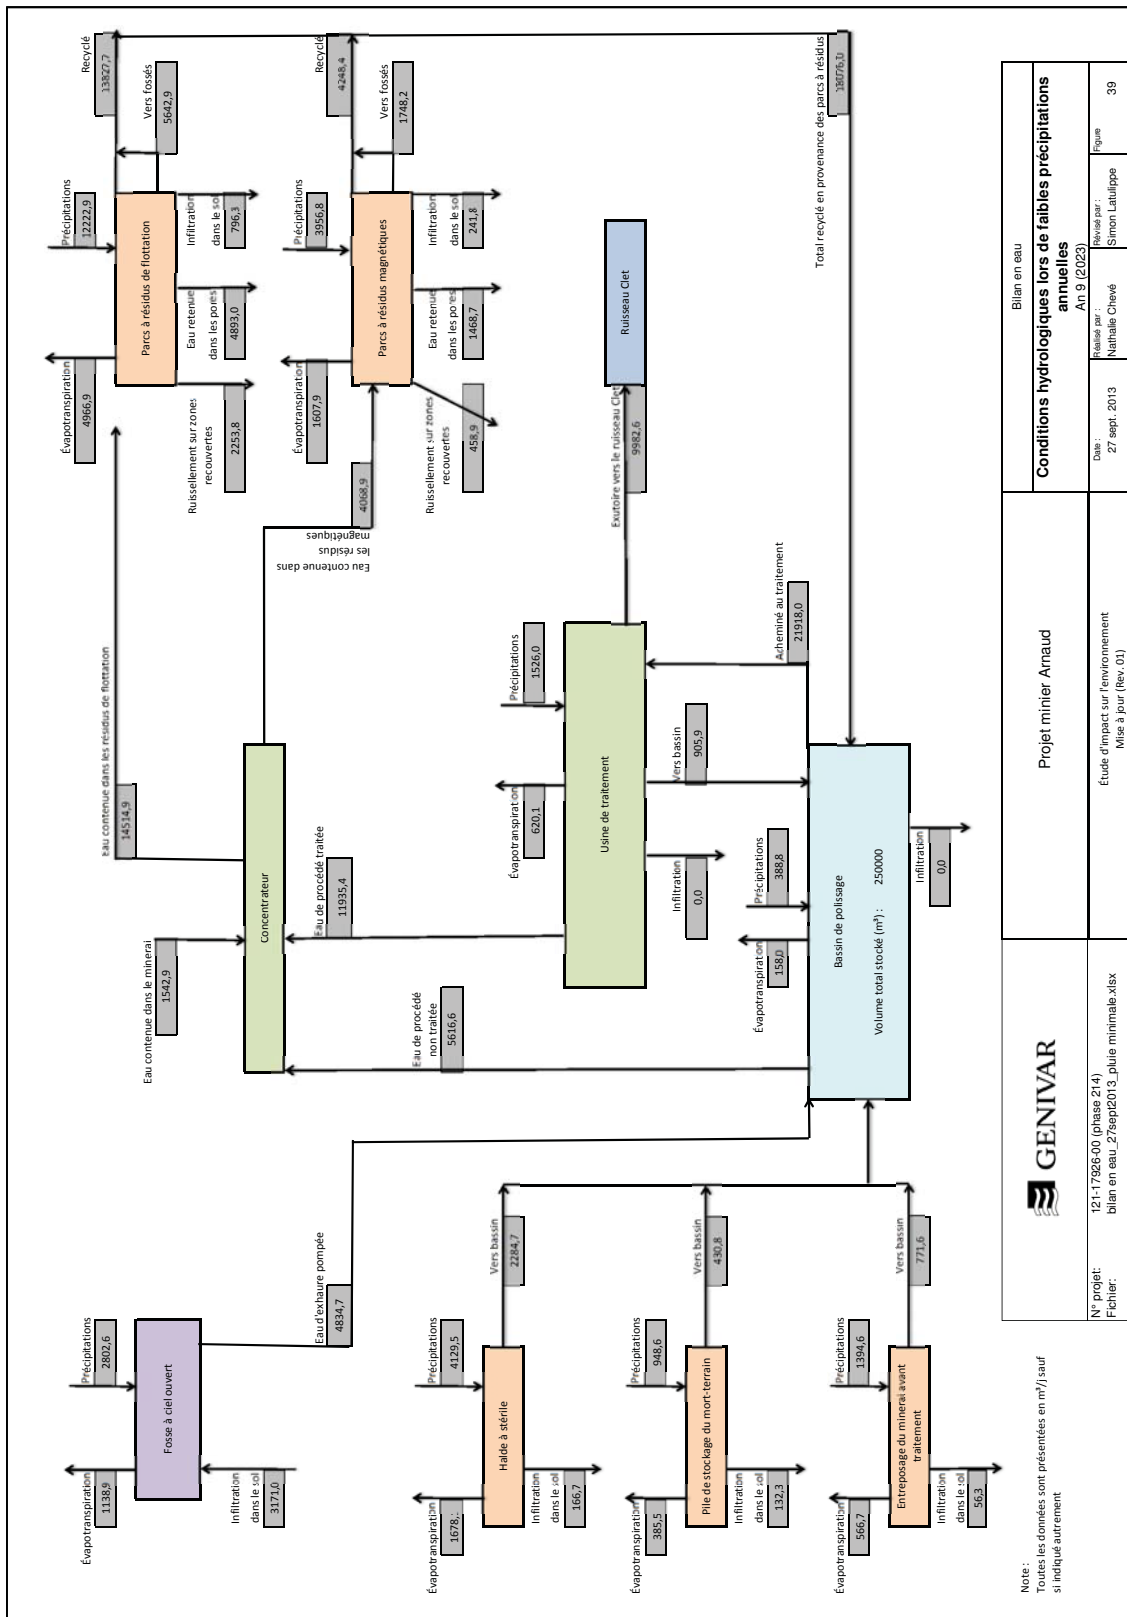 Évapotranspiration
1138,9
Précipitations
2802,6
Fosse à ciel ouvert
Infiltration
dans le sol
3171,0
Eau d'exhaure pompée
4834,7
Évapotranspiration
Précipitations
4129,5
Halde à stérile
Infiltration
dans le sol
166,7
Vers bassin
2284,7
Évapotranspiration
385,5
Précipitations
948,6
Pile de stockage du mort-terrain
Infiltration
dans le sol
132,3
Vers bassin
430,8
Évapotranspiration
566,7
Précipitations
1394,6
Entreposage du minerai avant
traitement
Infiltration
dans le sol
56,3
Vers bassin
771,6
Eau contenue dans le minerai
1542,9
Concentrateur
Eau de procédé
non traitée
5616,6
Eau de procédé traitée
11935,4
Eau contenue dans les résidus de flottation
14514,9
Eau contenue dans
les résidus
magnétiques
4068,9
Évapotranspiration
620,1
Précipitations
1526,0
Usine de traitement
Infiltration
0,0
Vers bassin
905,9
Acheminé au traitement
21918,0
Évapotranspiration
158,0
Précipitations
388,8
Bassin de polissage
Volume total stocké (m³) : 250000
Infiltration
0,0
Exutoire vers le ruisseau Clet
9982,6
Ruisseau Clet
Évapotranspiration
4966,9
Précipitations
12222,9
Parcs à résidus de flottation
Ruissellement sur zones
recouvertes
2253,8
Eau retenue
dans les pores
4893,0
Infiltration
dans le sol
796,3
Vers fossés
5642,9
Recyclé
13827,7
Évapotranspiration
1607,9
Précipitations
3956,8
Parcs à résidus magnétiques
Ruissellement sur zones
recouvertes
458,9
Eau retenue
dans les pores
1468,7
Infiltration
dans le sol
241,8
Vers fossés
1748,2
Recyclé
4248,4
Total recyclé en provenance des parcs à résidus
18076,0
Note :
Toutes les données sont présentées en m³/j sauf
si indiqué autrement
GENIVAR
N° projet: 121-17926-00 (phase 214)
Fichier: bilan en eau_27sept2013_pluie minimale.xlsx
Projet minier Arnaud
Étude d'impact sur l'environnement
Mise à jour (Rev. 01)
Bilan en eau
Conditions hydrologiques lors de faibles précipitations
annuelles
An 9 (2023)
Date : 27 sept. 2013
Réalisé par : Nathalie Chevé
Révisé par : Simon Latulippe
Figure 39